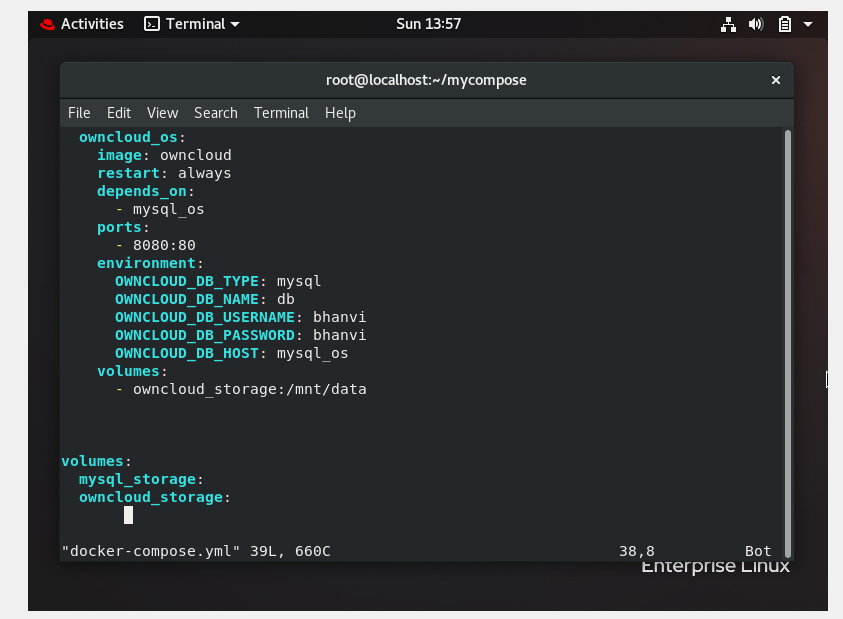 Activities Terminal Sun 13:57
root@localhost:~/mycompose ×
File Edit View Search Terminal Help
owncloud_os:
image: owncloud
restart: always
depends_on:
- mysql_os
ports:
- 8080:80
environment:
OWNCLOUD_DB_TYPE: mysql
OWNCLOUD_DB_NAME: db
OWNCLOUD_DB_USERNAME: bhanvi
OWNCLOUD_DB_PASSWORD: bhanvi
OWNCLOUD_DB_HOST: mysql_os
volumes:
- owncloud_storage:/mnt/data
volumes:
mysql_storage:
owncloud_storage:
"docker-compose.yml" 39L, 660C 38,8 Bot
Enterprise Linux